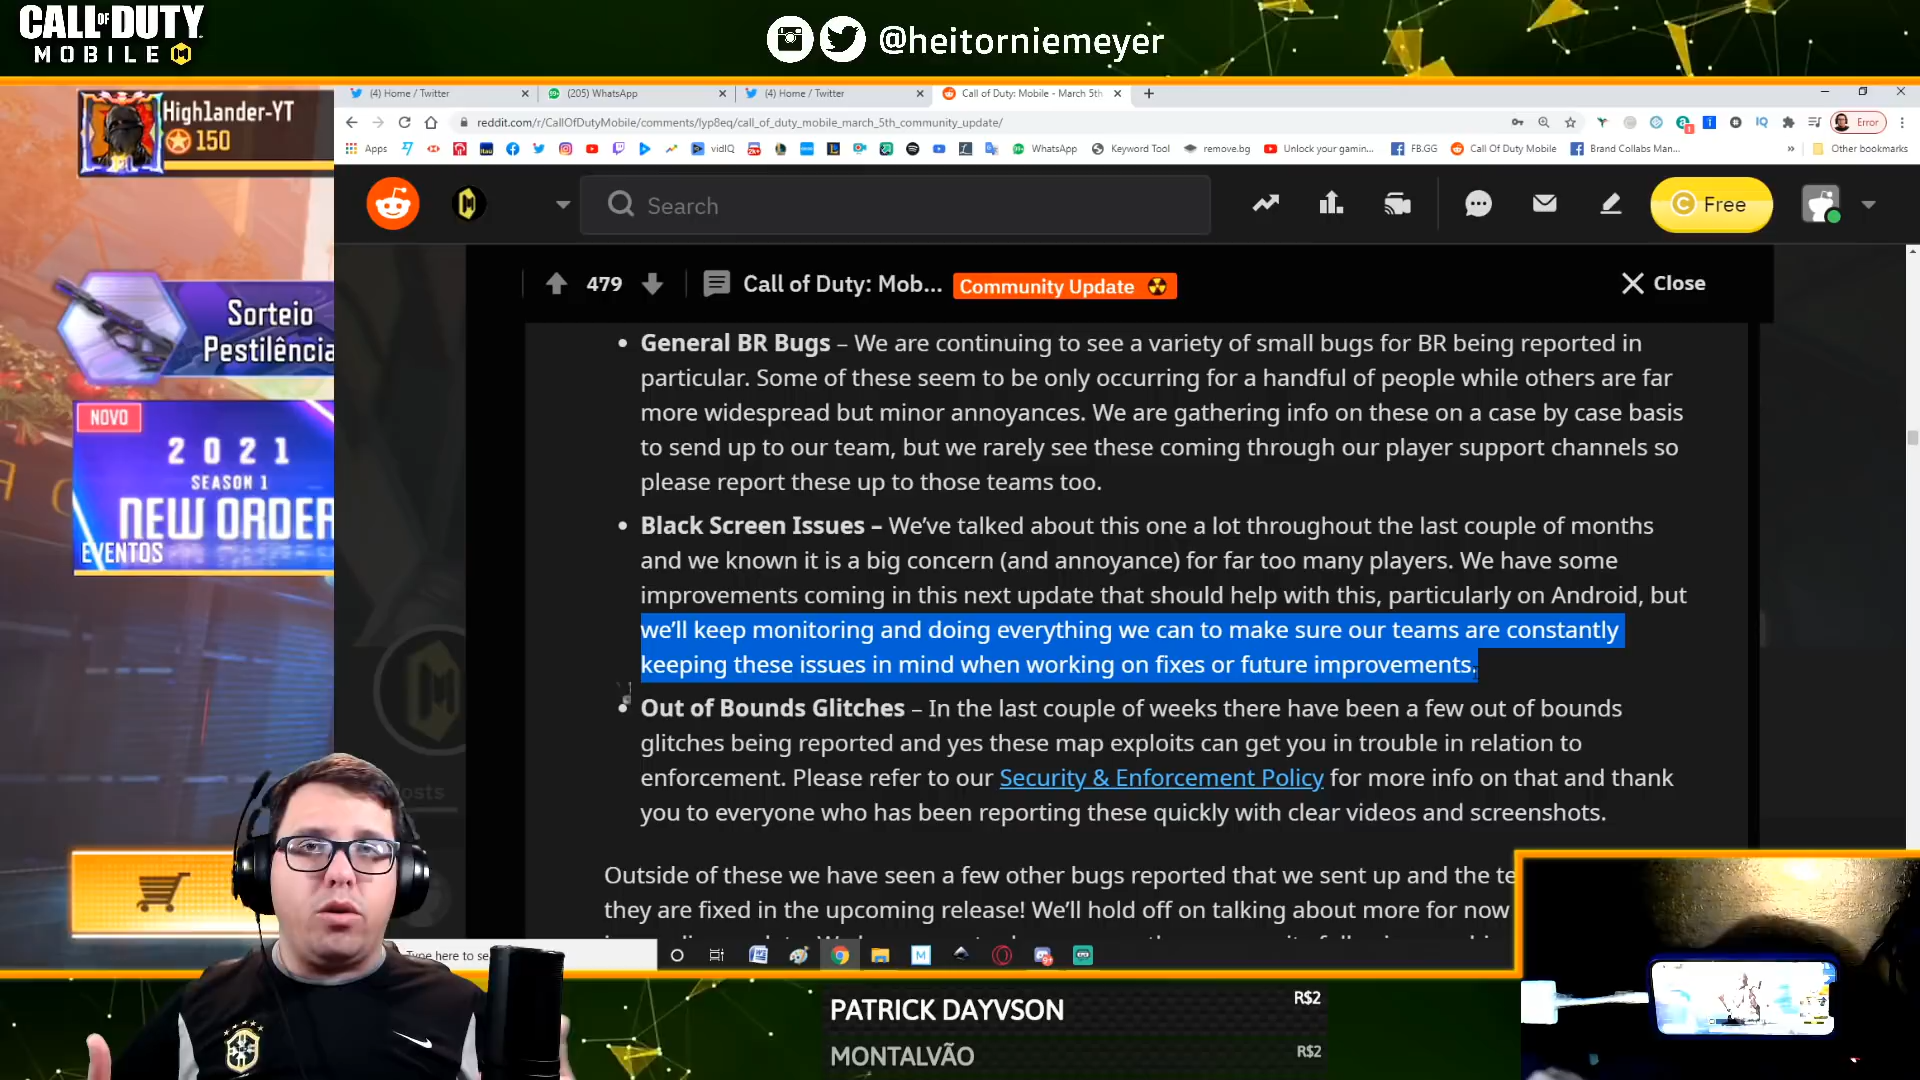 CALL OF DUTY
MOBILE
@heitorniemeyer
Highlander-YT
150
Sorteio
Pestilência
NOVO
2021
SEASON 1
NEW ORDER
EVENTOS
(4) Home / Twitter
(205) WhatsApp
(4) Home / Twitter
Call of Duty: Mobile - March 5th
reddit.com/r/CallOfDutyMobile/comments/lyp8eq/call_of_duty_mobile_march_5th_community_update/
Error
Apps
vidIQ
WhatsApp
Keyword Tool
remove.bg
Unlock your gamin...
FB.GG
Call Of Duty Mobile
Brand Collabs Man...
Other bookmarks
Search
Free
479
Call of Duty: Mob...
Community Update
Close
General BR Bugs – We are continuing to see a variety of small bugs for BR being reported in
particular. Some of these seem to be only occurring for a handful of people while others are far
more widespread but minor annoyances. We are gathering info on these on a case by case basis
to send up to our team, but we rarely see these coming through our player support channels so
please report these up to those teams too.
Black Screen Issues – We’ve talked about this one a lot throughout the last couple of months
and we known it is a big concern (and annoyance) for far too many players. We have some
improvements coming in this next update that should help with this, particularly on Android, but
we’ll keep monitoring and doing everything we can to make sure our teams are constantly
keeping these issues in mind when working on fixes or future improvements.
Out of Bounds Glitches – In the last couple of weeks there have been a few out of bounds
glitches being reported and yes these map exploits can get you in trouble in relation to
enforcement. Please refer to our Security & Enforcement Policy for more info on that and thank
you to everyone who has been reporting these quickly with clear videos and screenshots.
Outside of these we have seen a few other bugs reported that we sent up and the te
they are fixed in the upcoming release! We’ll hold off on talking about more for now
Type here to se
PATRICK DAYVSON
R$2
MONTALVÃO
R$2